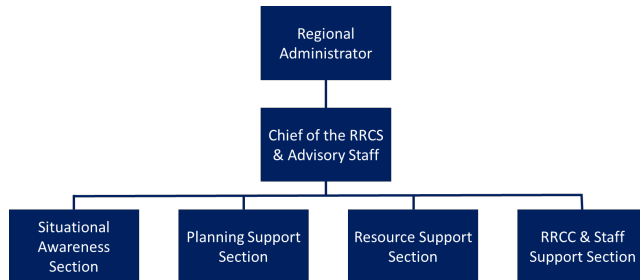 Regional
Administrator
Chief of the RRCS
& Advisory Staff
Situational
Awareness
Section
Planning Support
Section
Resource Support
Section
RRCC & Staff
Support Section